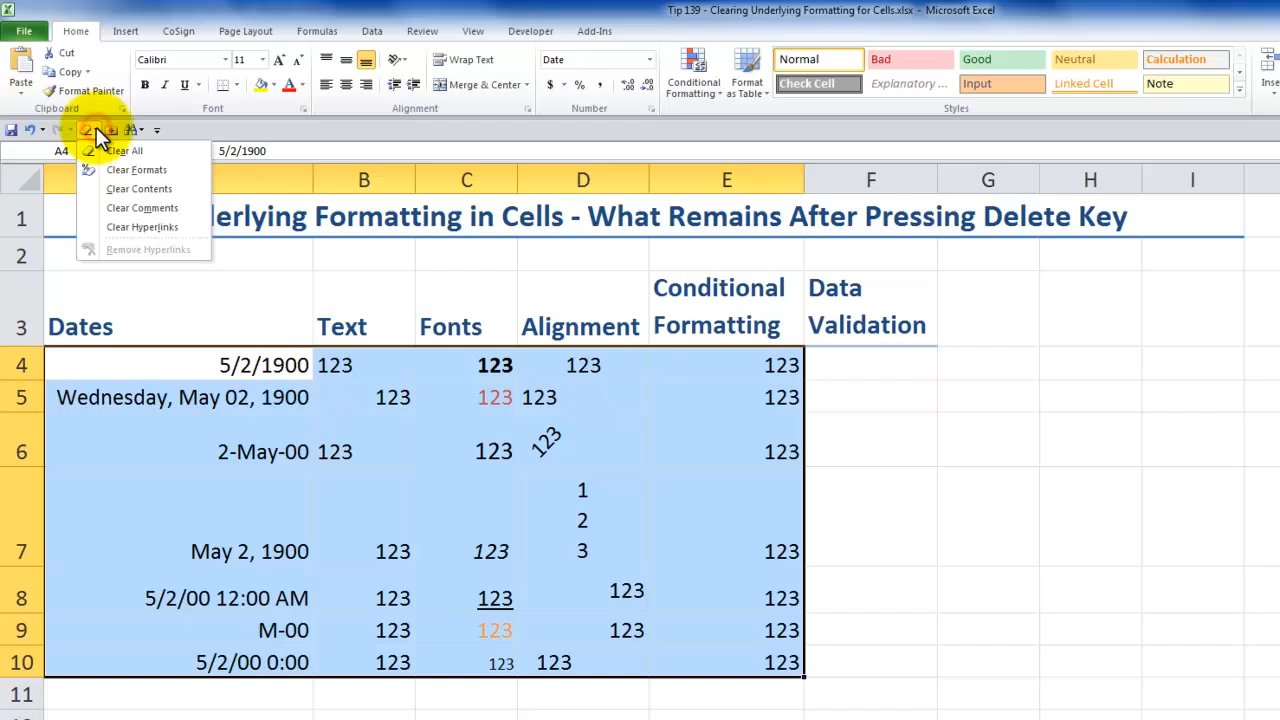 Tip 139 - Clearing Underlying Formatting for Cells.xlsx - Microsoft Excel
File Home Insert CoSign Page Layout Formulas Data Review View Developer Add-Ins
Paste
Cut
Copy
Format Painter
Clipboard
Calibri 11
B I U
Font
Wrap Text
Merge & Center
Alignment
Date
$ % ,
Number
Conditional Formatting
Format as Table
Normal Bad Good Neutral Calculation
Check Cell Explanatory ... Input Linked Cell Note
Styles
A4 5/2/1900
Clear All
Clear Formats
Clear Contents
Clear Comments
Clear Hyperlinks
Remove Hyperlinks
B C D E F G H I
1 derlying Formatting in Cells - What Remains After Pressing Delete Key
2
3 Dates Text Fonts Alignment Conditional Formatting Data Validation
4 5/2/1900 123 123 123 123
5 Wednesday, May 02, 1900 123 123 123 123
6 2-May-00 123 123 123 123
7 May 2, 1900 123 123 1 2 3 123
8 5/2/00 12:00 AM 123 123 123 123
9 M-00 123 123 123 123
10 5/2/00 0:00 123 123 123 123
11